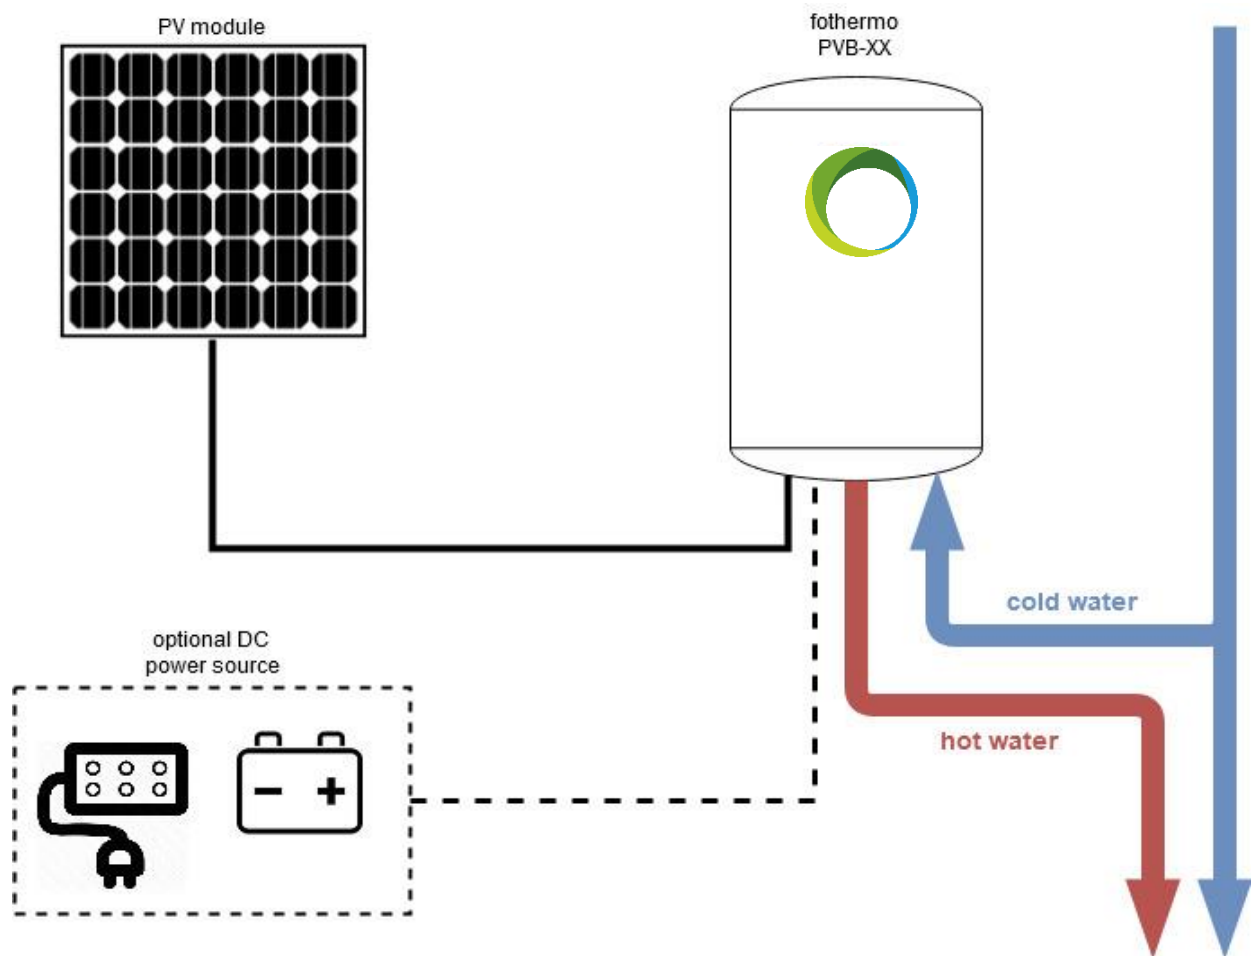 PV module
fothermo
PVB-XX
cold water
optional DC
power source
hot water
− +